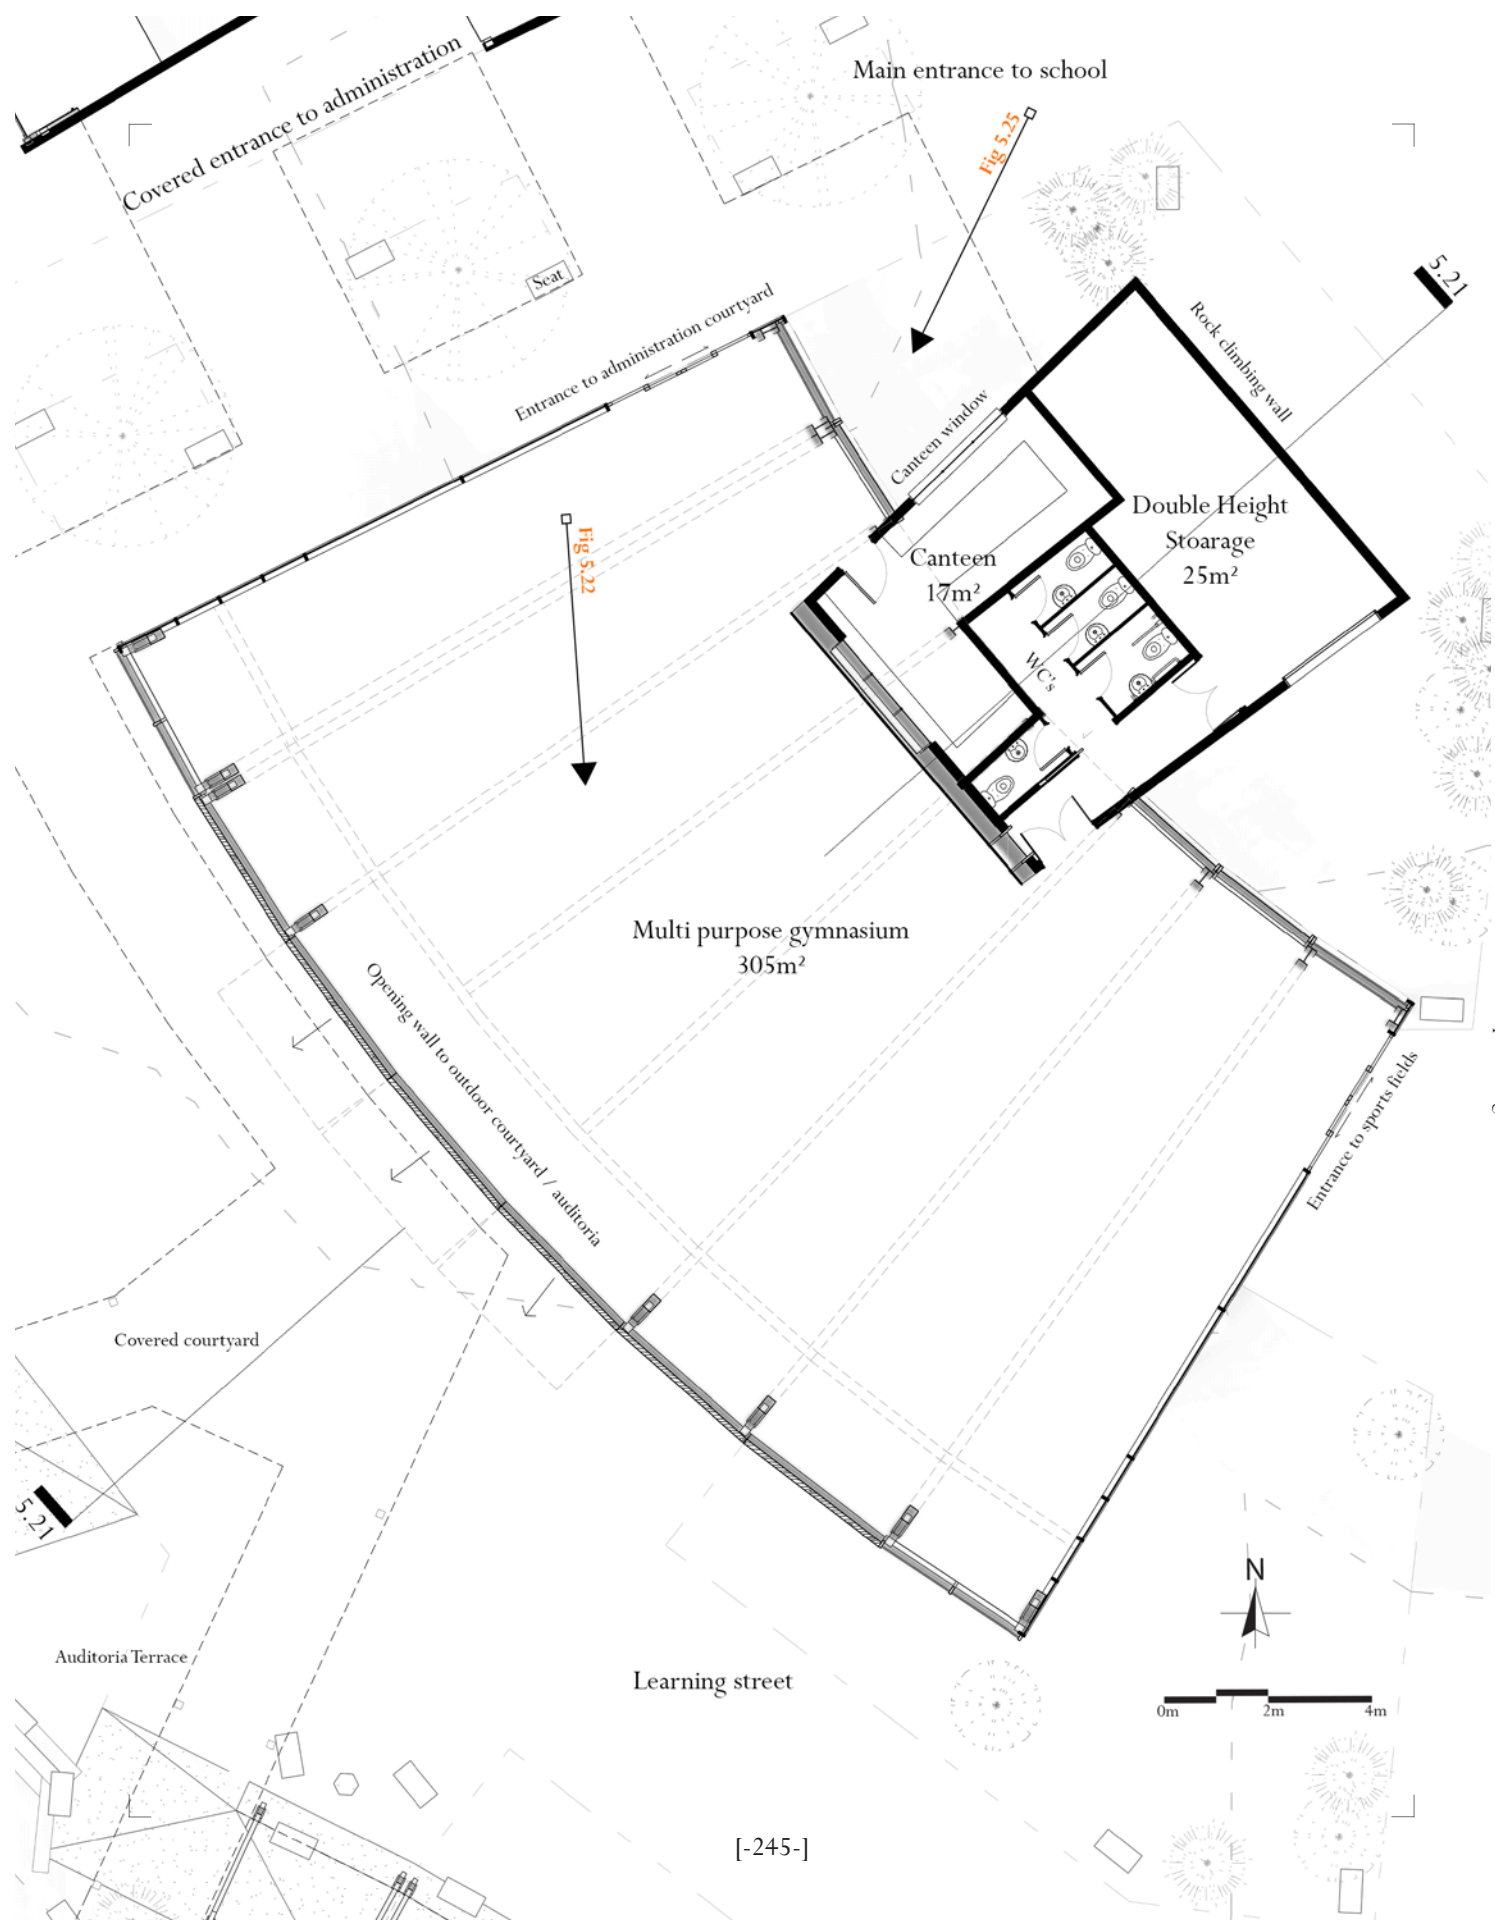 Main entrance to school
Covered entrance to administration
Fig 5.25
Seat
5.21
Entrance to administration courtyard
Rock climbing wall
Canteen window
Double Height
Stoarage
25m²
Canteen
17m²
Fig 5.22
WC's
Multi purpose gymnasium
305m²
Opening wall to outdoor courtyard / auditoria
Entrance to sports fields
Covered courtyard
5.21
N
Auditoria Terrace
Learning street
0m 2m 4m
[-245-]